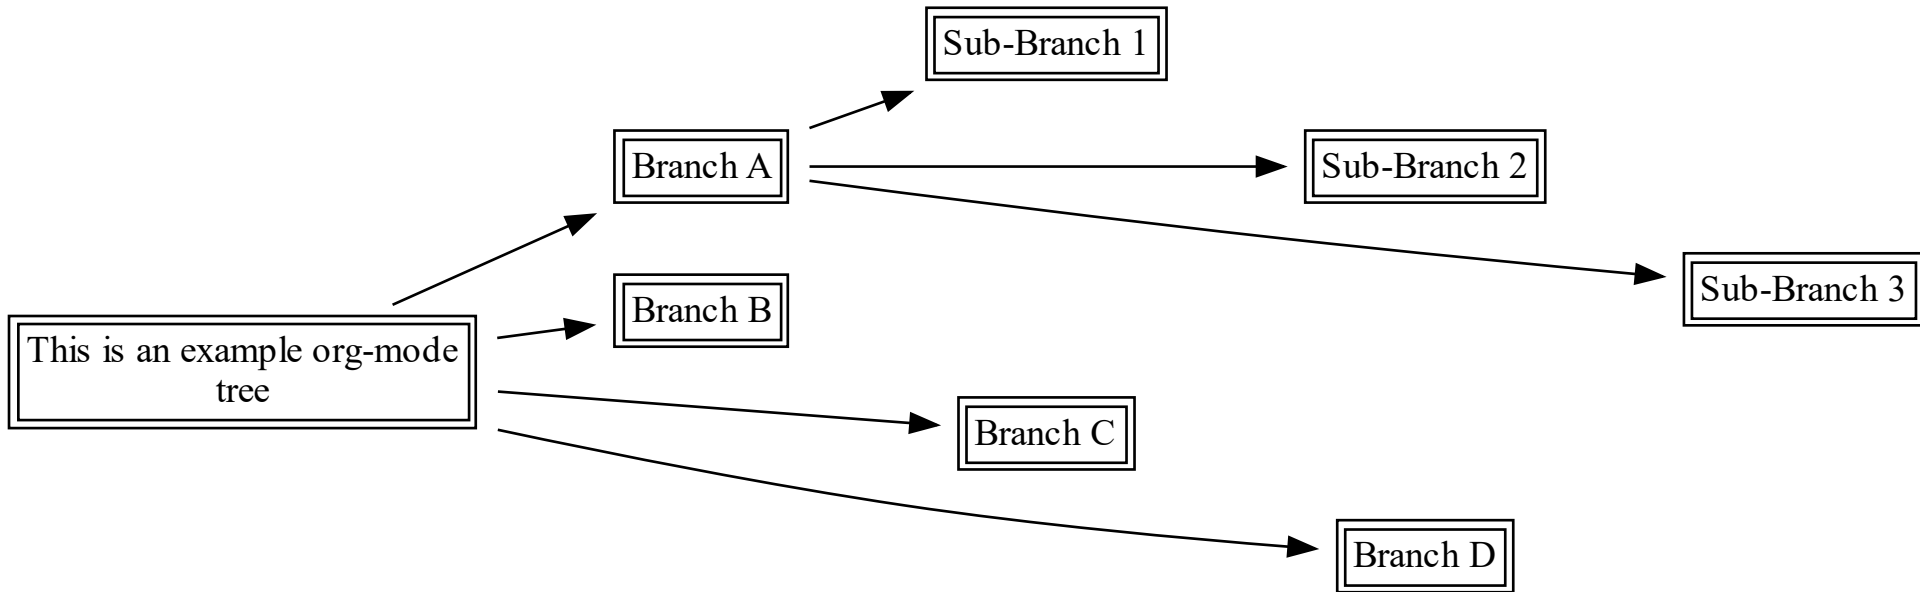 Sub-Branch 1
Branch A
Sub-Branch 2
Sub-Branch 3
Branch B
This is an example org-mode
tree
Branch C
Branch D